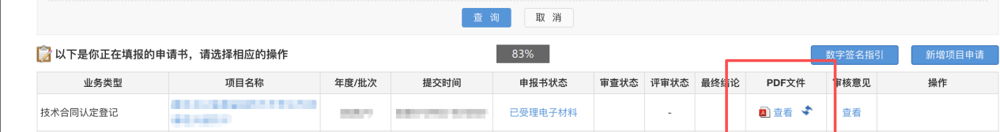 查 询 取 消
以下是你正在填报的申请书，请选择相应的操作 83% 数字签名指引 新增项目申请
业务类型 项目名称 年度/批次 提交时间 申报书状态 审查状态 评审状态 最终结论 PDF文件 审核意见 操作
技术合同认定登记 已受理电子材料 - 查看 查看